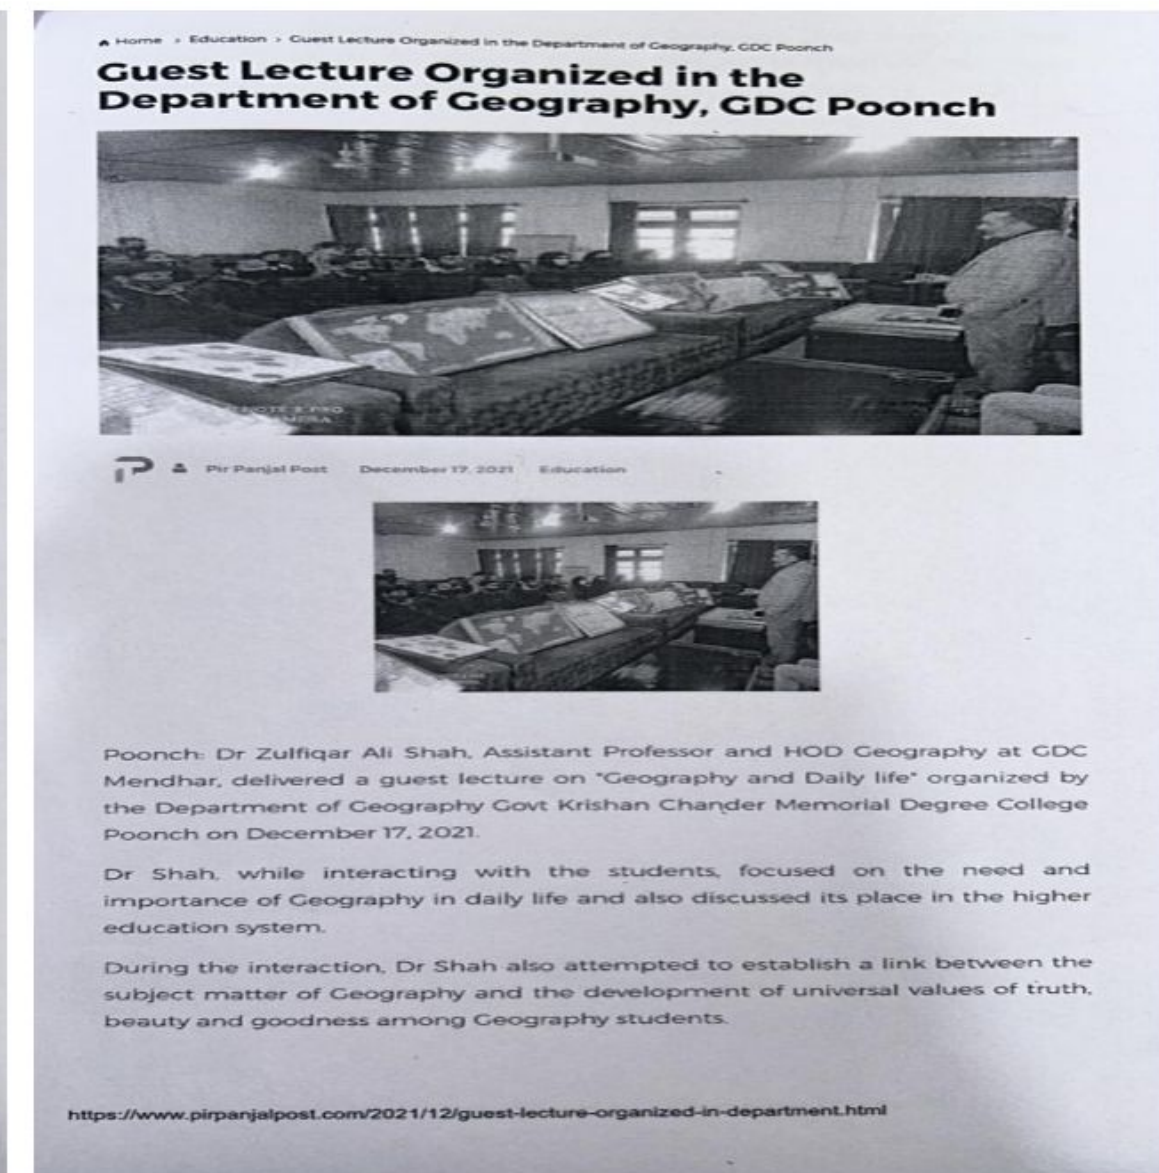 Home > Education > Guest Lecture Organized in the Department of Geography, GDC Poonch
Guest Lecture Organized in the
Department of Geography, GDC Poonch
Pir Panjal Post December 17, 2021 Education
Poonch: Dr Zulfiqar Ali Shah, Assistant Professor and HOD Geography at GDC
Mendhar, delivered a guest lecture on "Geography and Daily life" organized by
the Department of Geography Govt Krishan Chander Memorial Degree College
Poonch on December 17, 2021.
Dr Shah, while interacting with the students, focused on the need and
importance of Geography in daily life and also discussed its place in the higher
education system.
During the interaction, Dr Shah also attempted to establish a link between the
subject matter of Geography and the development of universal values of truth,
beauty and goodness among Geography students.
https://www.pirpanjalpost.com/2021/12/guest-lecture-organized-in-department.html